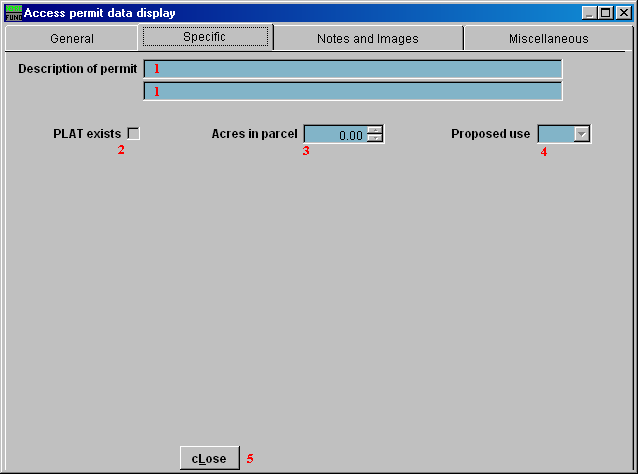 FUND Access permit data display
General Specific Notes and Images Miscellaneous
Description of permit 1
1
PLAT exists Acres in parcel 0.00 Proposed use
2 3 4
cLose 5